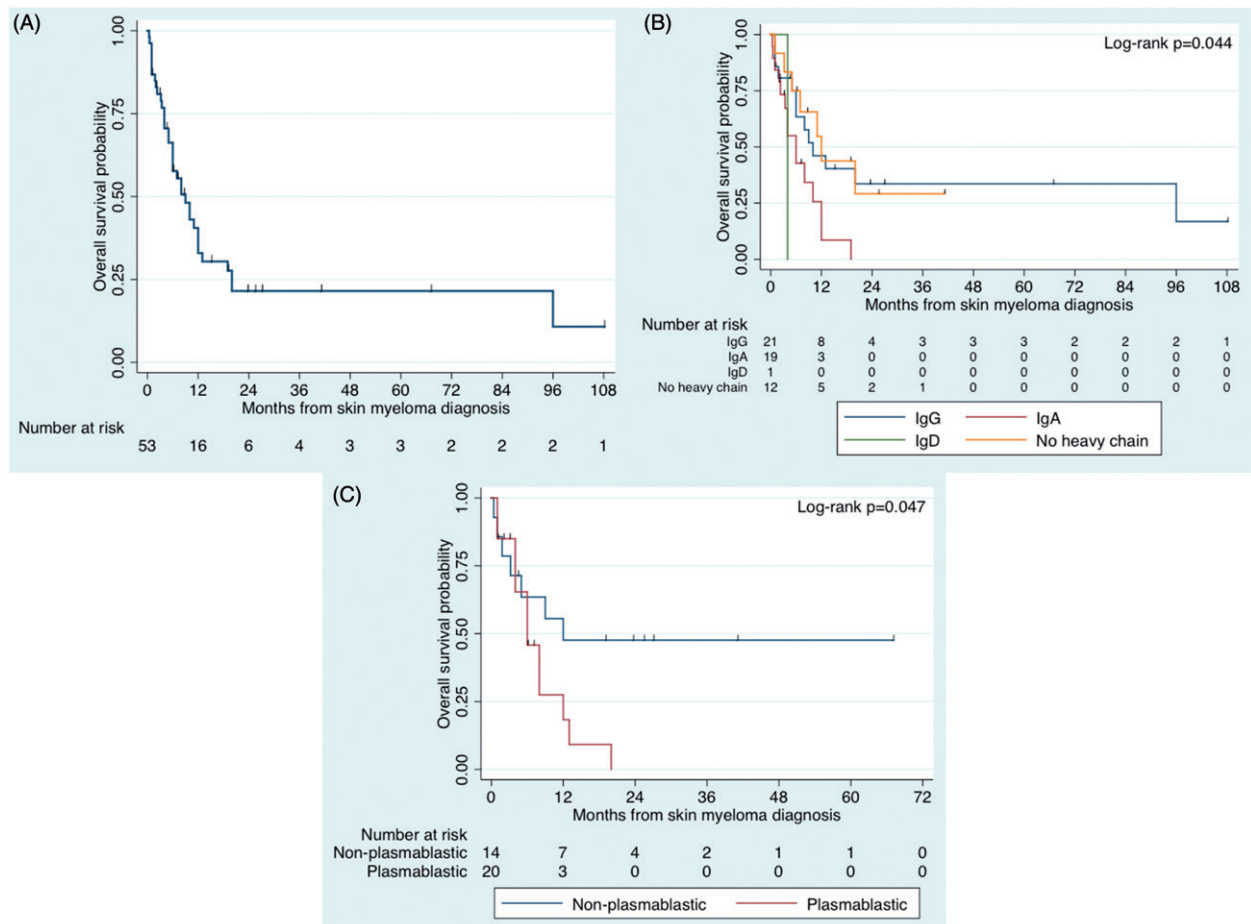 (A)
Overall survival probability
1.00
0.75
0.50
0.25
0.00
0 12 24 36 48 60 72 84 96 108
Months from skin myeloma diagnosis
Number at risk
53 16 6 4 3 3 2 2 2 1
(B)
Log-rank p=0.044
Overall survival probability
1.00
0.75
0.50
0.25
0.00
0 12 24 36 48 60 72 84 96 108
Months from skin myeloma diagnosis
Number at risk
IgG 21 8 4 3 3 3 2 2 2 1
IgA 19 3 0 0 0 0 0 0 0 0
IgD 1 0 0 0 0 0 0 0 0 0
No heavy chain 12 5 2 1 0 0 0 0 0 0
IgG IgA
IgD No heavy chain
(C)
Log-rank p=0.047
Overall survival probability
1.00
0.75
0.50
0.25
0.00
0 12 24 36 48 60 72
Months from skin myeloma diagnosis
Number at risk
Non-plasmablastic 14 7 4 2 1 1 0
Plasmablastic 20 3 0 0 0 0 0
Non-plasmablastic Plasmablastic